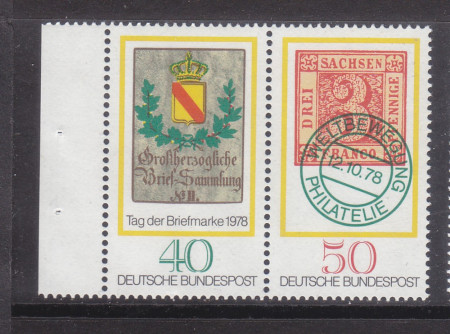 Großherzogliche
Brief-Sammlung
Tag der Briefmarke 1978
40
DEUTSCHE BUNDESPOST
SACHSEN
DREI
3
PFENNIGE
FRANCO
WELTBEWEGUNG
12.10.78
PHILATELIE
50
DEUTSCHE BUNDESPOST